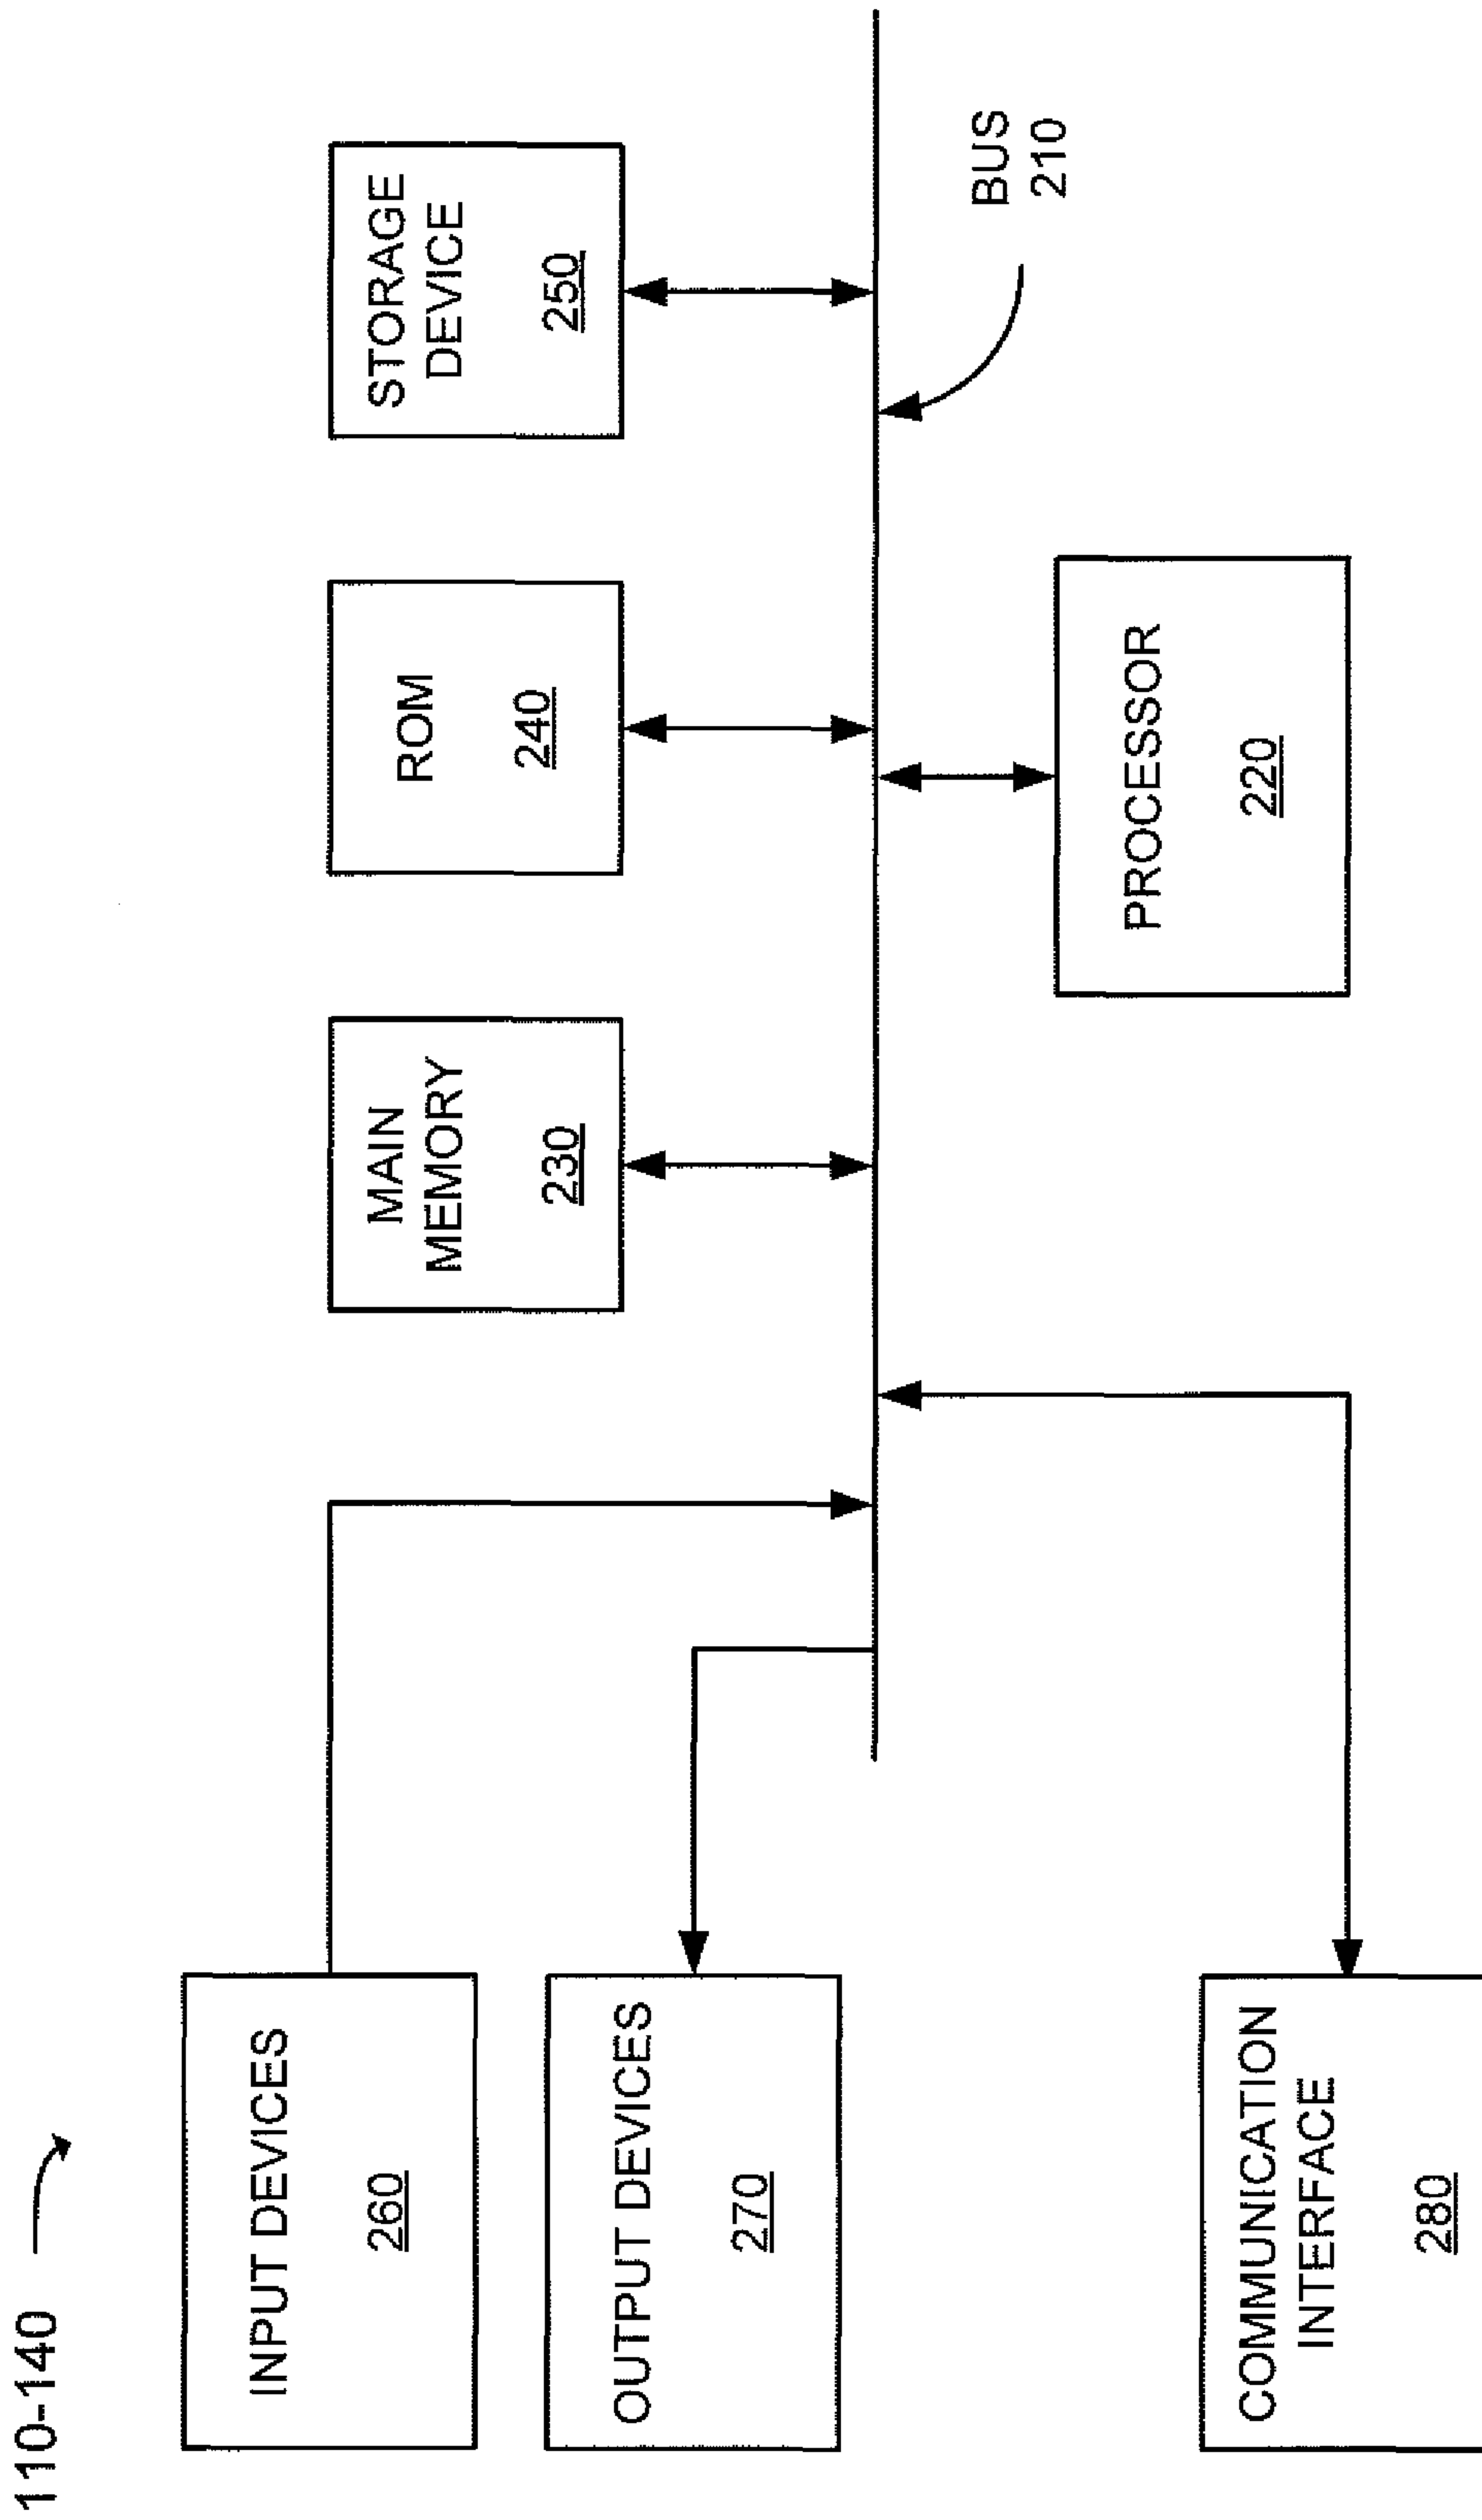 110-140
INPUT DEVICES
260
OUTPUT DEVICES
270
COMMUNICATION
INTERFACE
280
MAIN
MEMORY
230
ROM
240
STORAGE
DEVICE
250
PROCESSOR
220
BUS
210